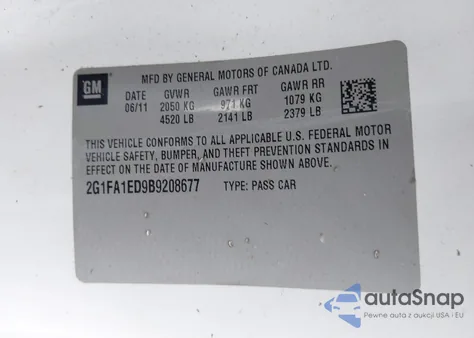 GM
MFD BY GENERAL MOTORS OF CANADA LTD.
DATE GVWR GAWR FRT GAWR RR
06/11 2050 KG 971 KG 1079 KG
4520 LB 2141 LB 2379 LB
THIS VEHICLE CONFORMS TO ALL APPLICABLE U.S. FEDERAL MOTOR
VEHICLE SAFETY, BUMPER, AND THEFT PREVENTION STANDARDS IN
EFFECT ON THE DATE OF MANUFACTURE SHOWN ABOVE.
2G1FA1ED9B9208677 TYPE: PASS CAR
autoSnap
Pewne auta z aukcji USA i EU